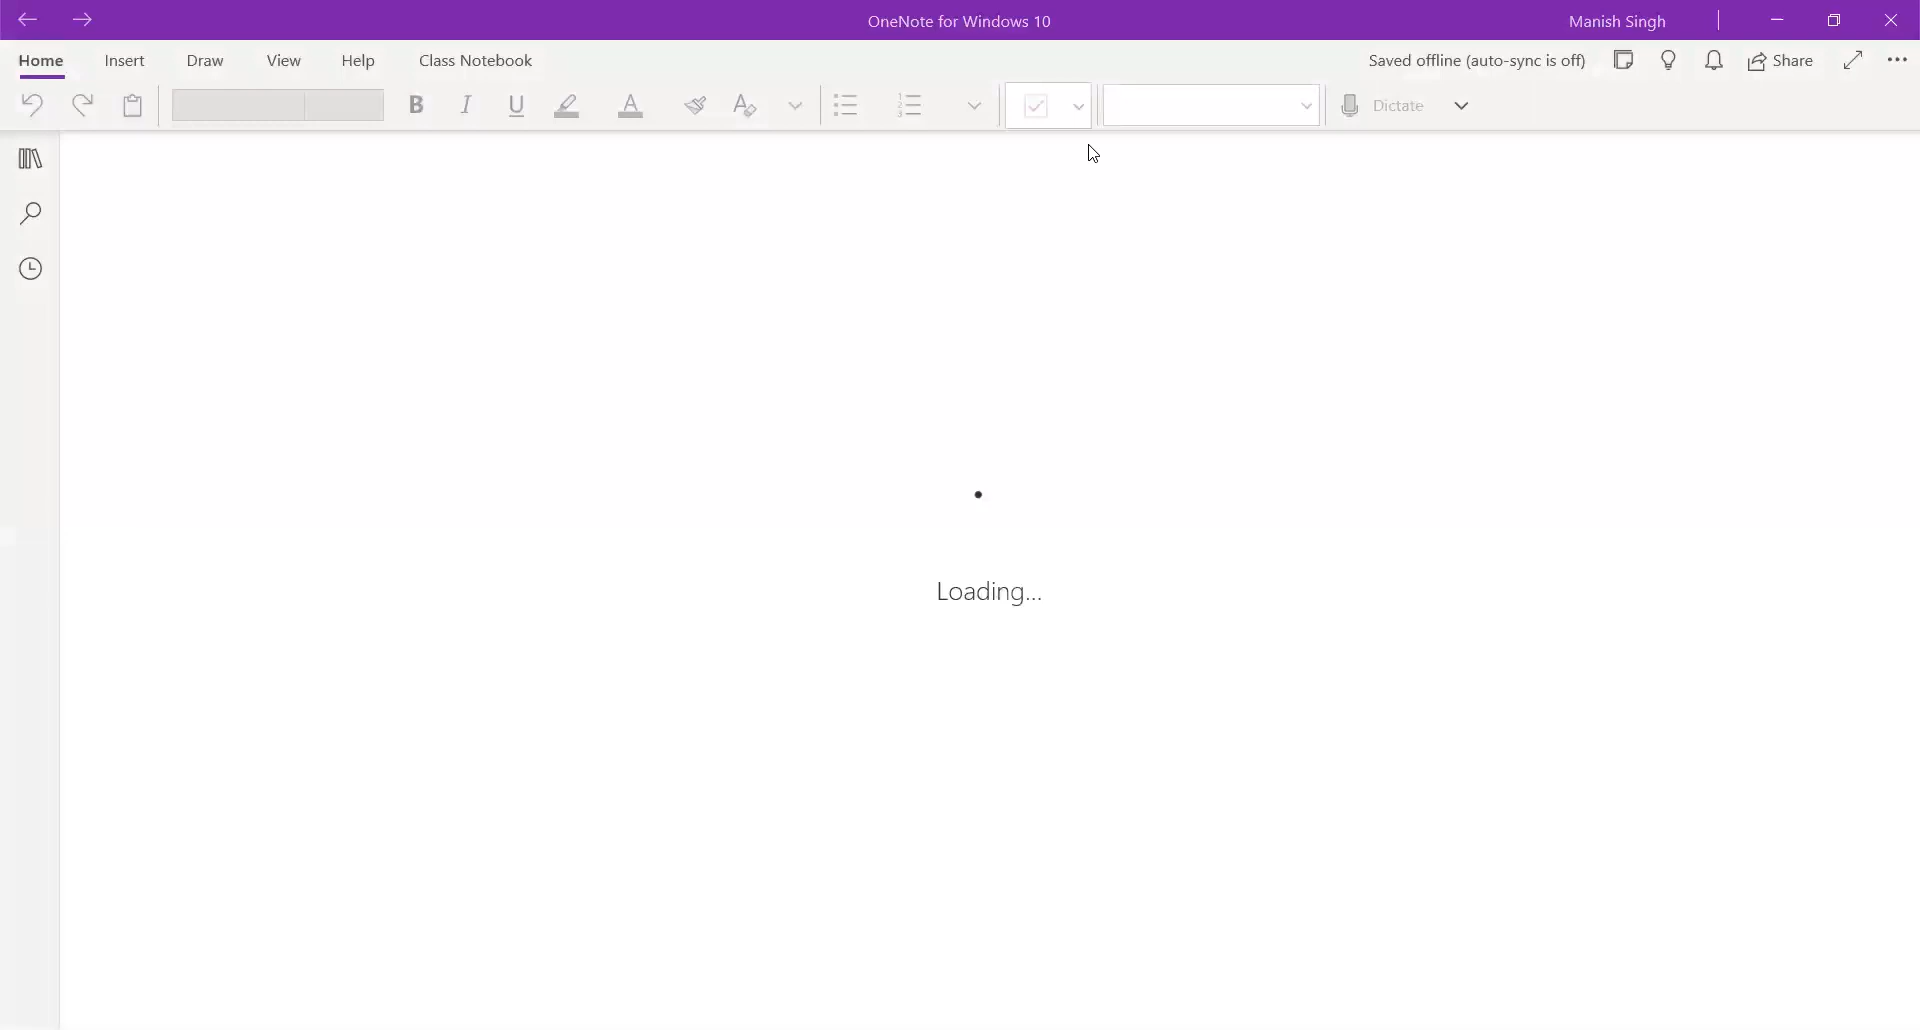 OneNote for Windows 10
Manish Singh
Home Insert Draw View Help Class Notebook
Saved offline (auto-sync is off) Share
B I U A A Dictate
Loading...